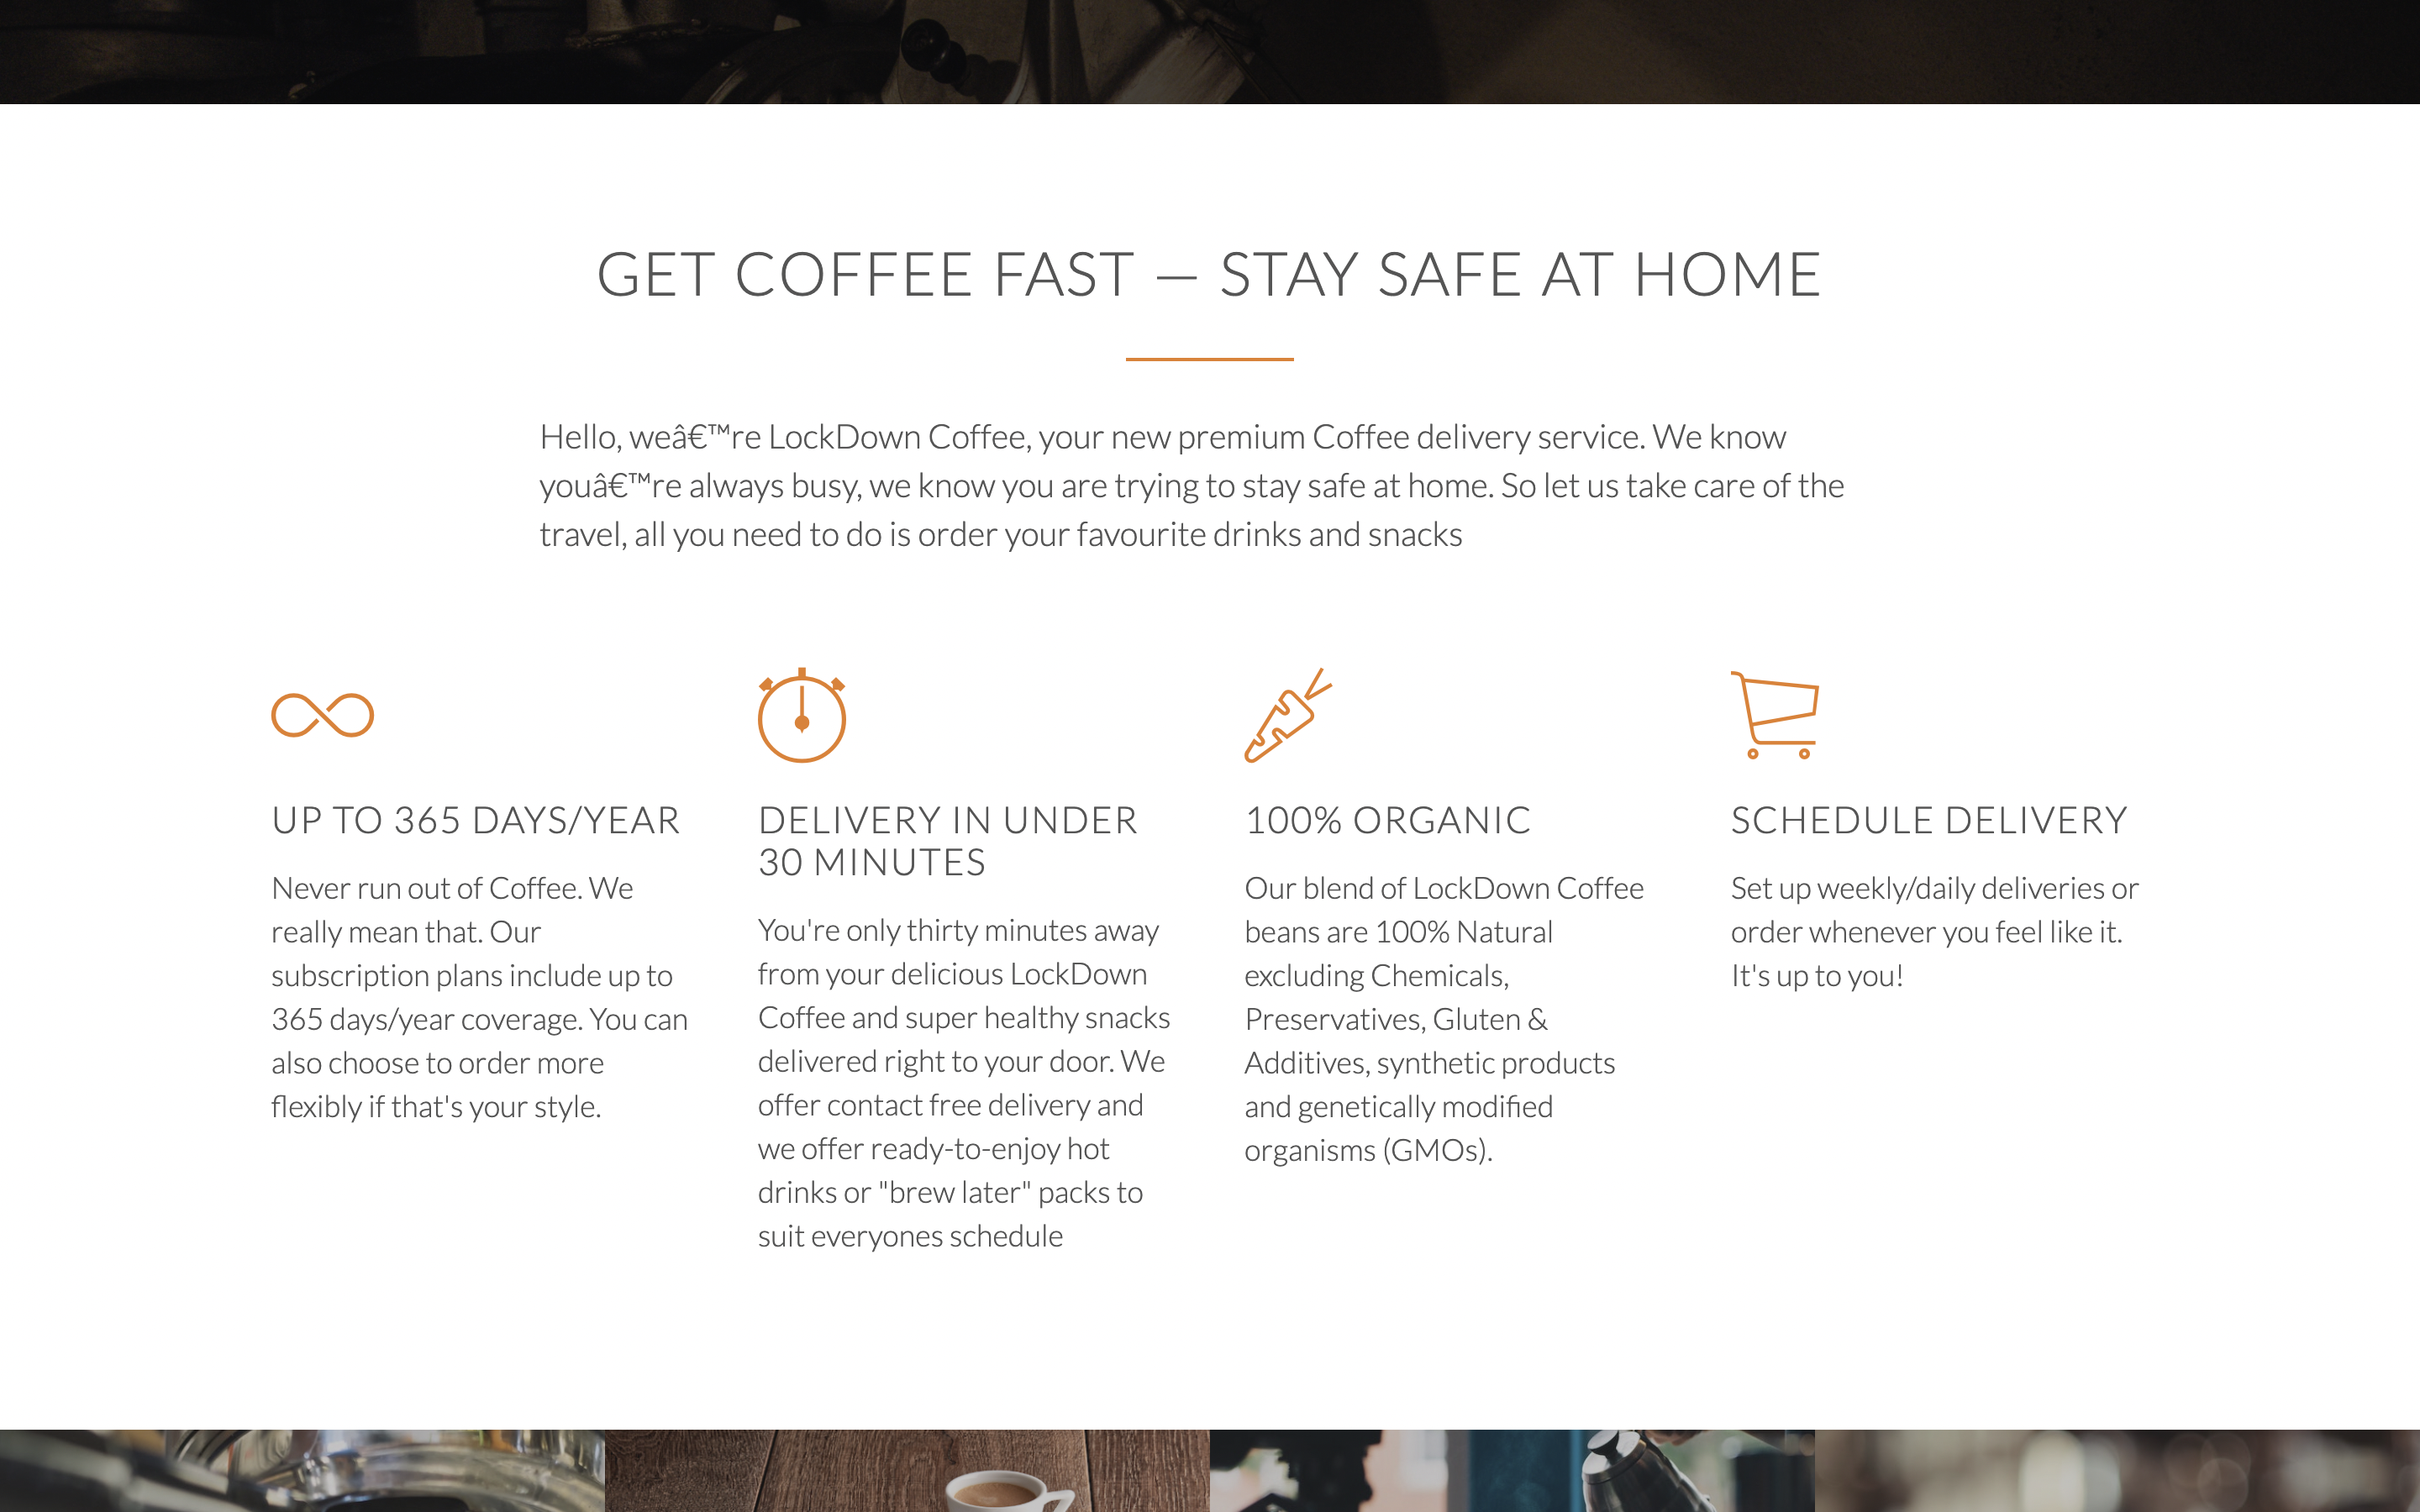 GET COFFEE FAST — STAY SAFE AT HOME
Hello, weâ€™re LockDown Coffee, your new premium Coffee delivery service. We know
youâ€™re always busy, we know you are trying to stay safe at home. So let us take care of the
travel, all you need to do is order your favourite drinks and snacks
UP TO 365 DAYS/YEAR
Never run out of Coffee. We
really mean that. Our
subscription plans include up to
365 days/year coverage. You can
also choose to order more
flexibly if that's your style.
DELIVERY IN UNDER
30 MINUTES
You're only thirty minutes away
from your delicious LockDown
Coffee and super healthy snacks
delivered right to your door. We
offer contact free delivery and
we offer ready-to-enjoy hot
drinks or "brew later" packs to
suit everyones schedule
100% ORGANIC
Our blend of LockDown Coffee
beans are 100% Natural
excluding Chemicals,
Preservatives, Gluten &
Additives, synthetic products
and genetically modified
organisms (GMOs).
SCHEDULE DELIVERY
Set up weekly/daily deliveries or
order whenever you feel like it.
It's up to you!